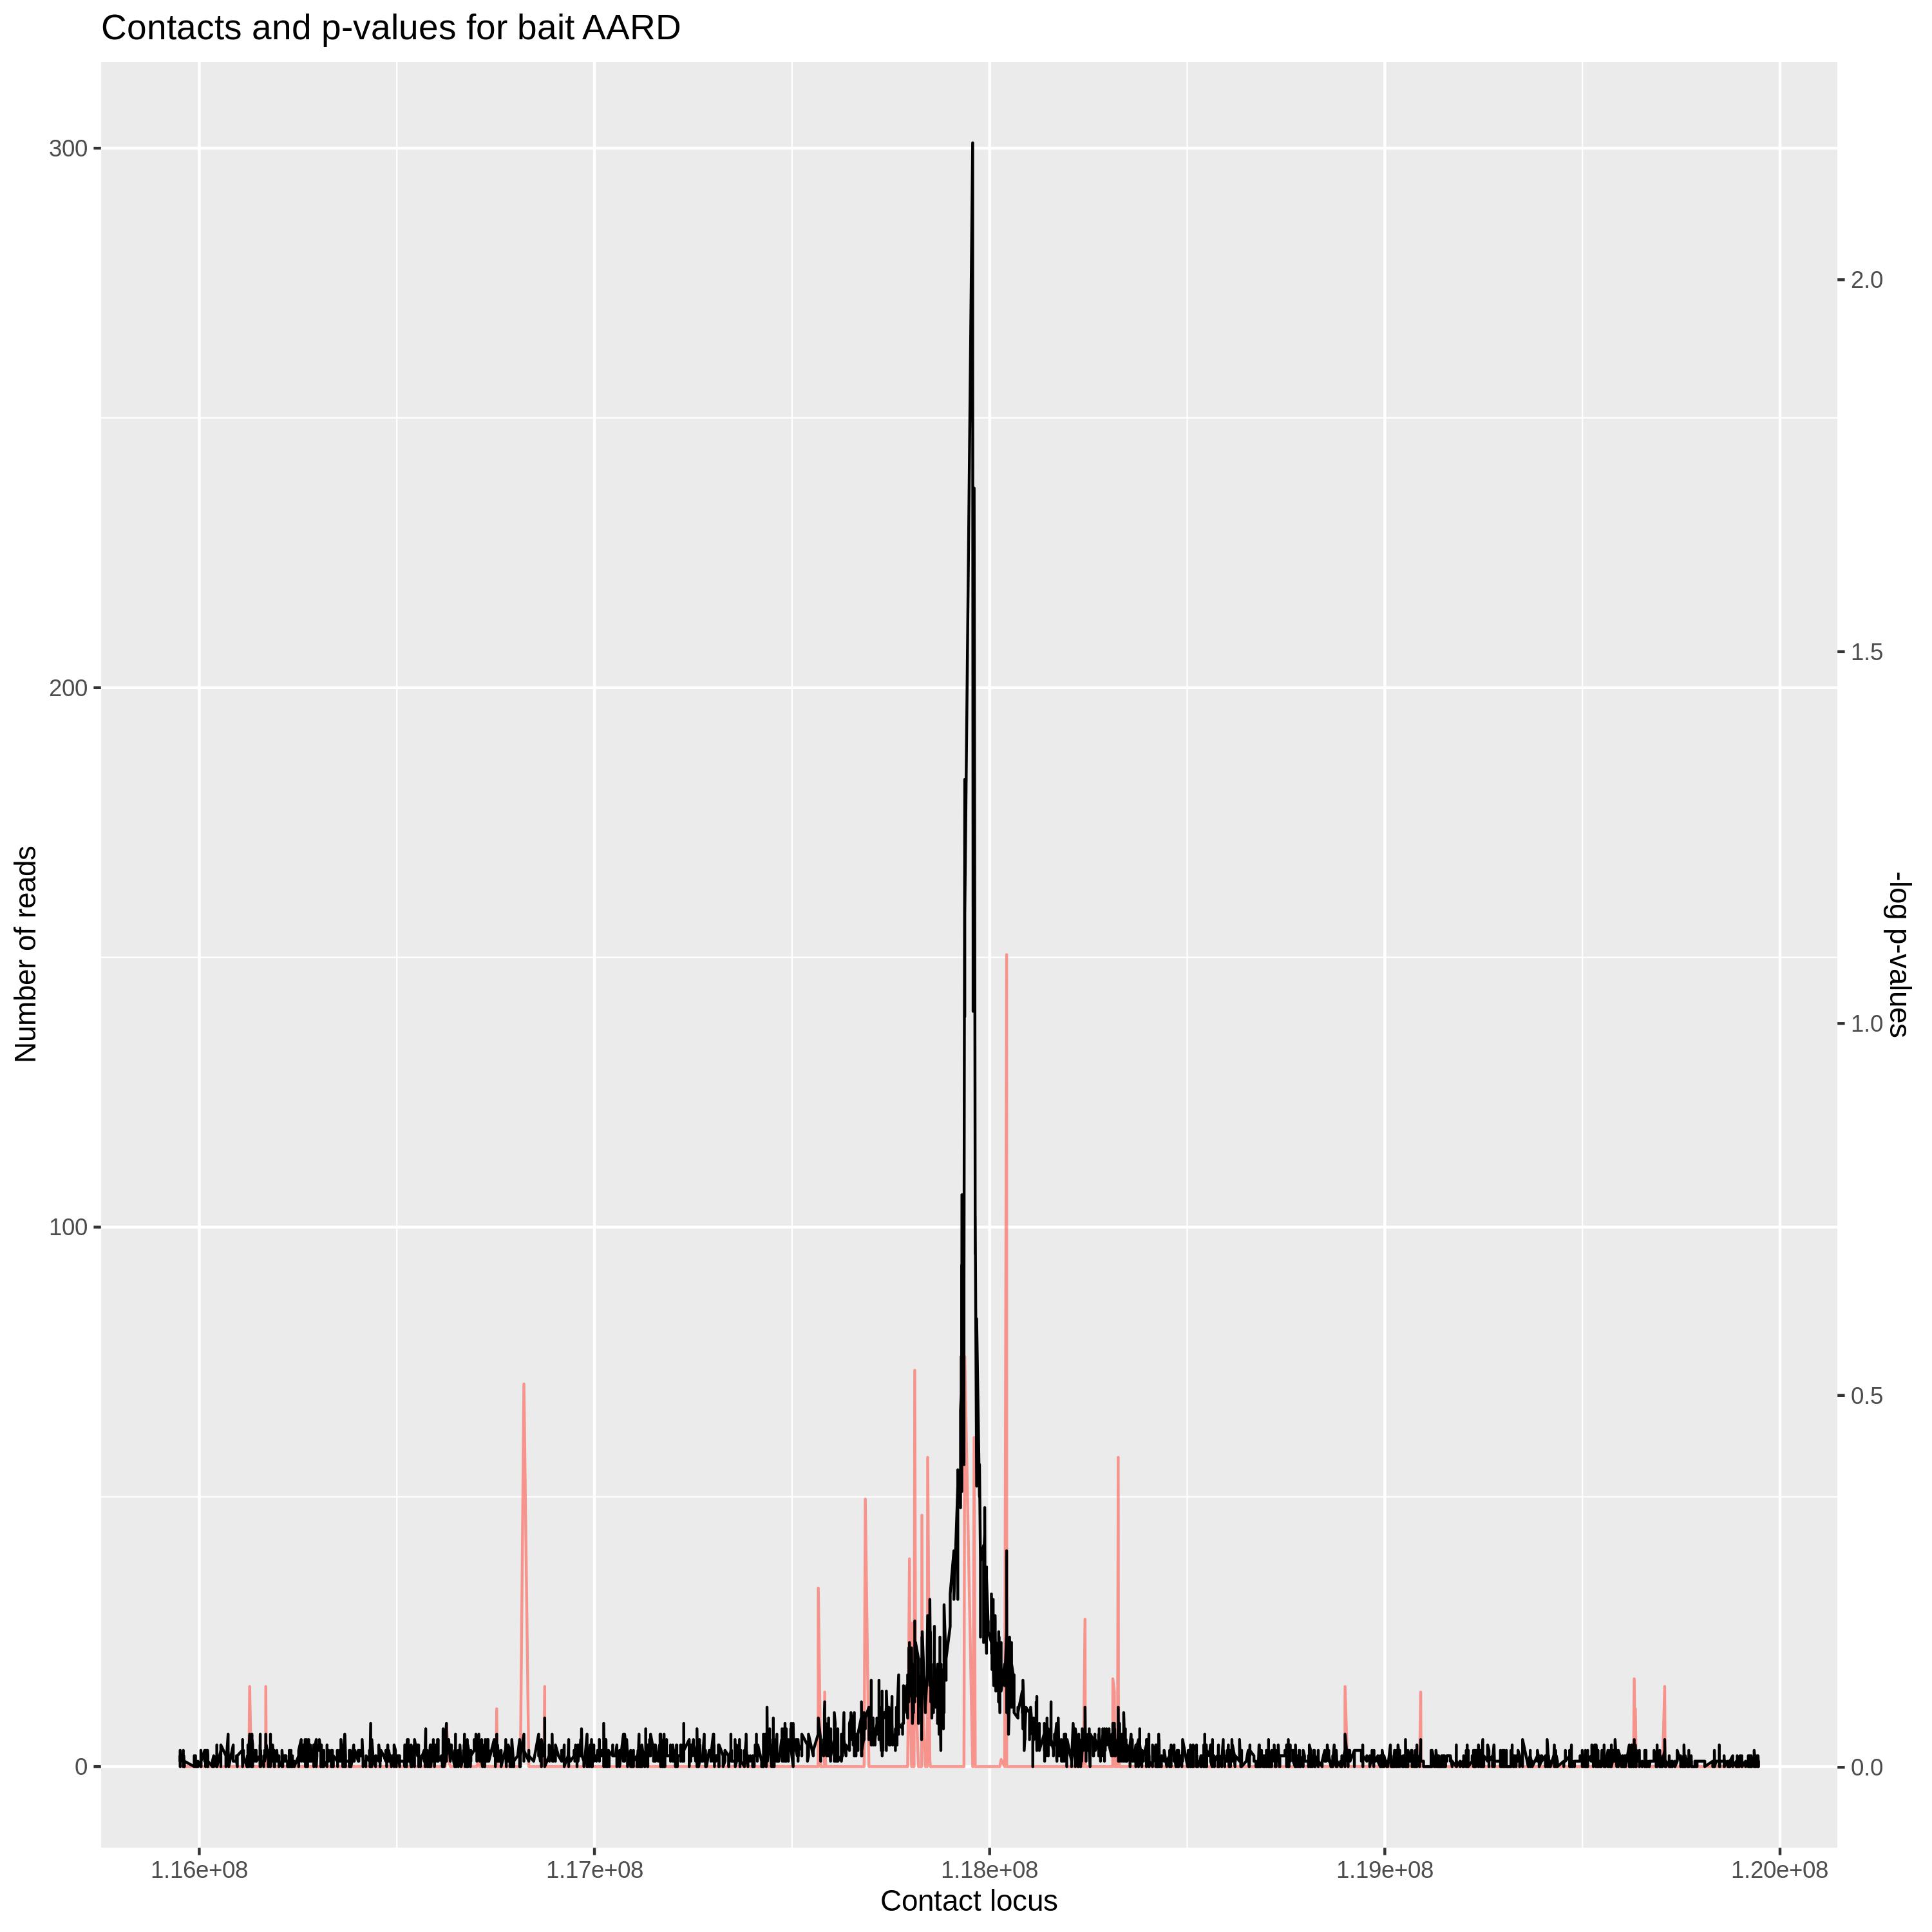 Contacts and p-values for bait AARD
300
200
100
0
Number of reads
2.0
1.5
1.0
0.5
0.0
-log p-values
1.16e+08
1.17e+08
1.18e+08
1.19e+08
1.20e+08
Contact locus